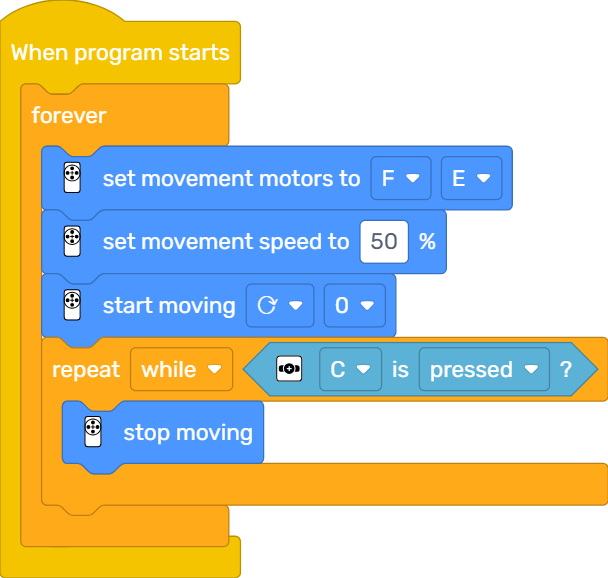 When program starts
forever
set movement motors to F E
set movement speed to 50 %
start moving 0
repeat while C is pressed ?
stop moving